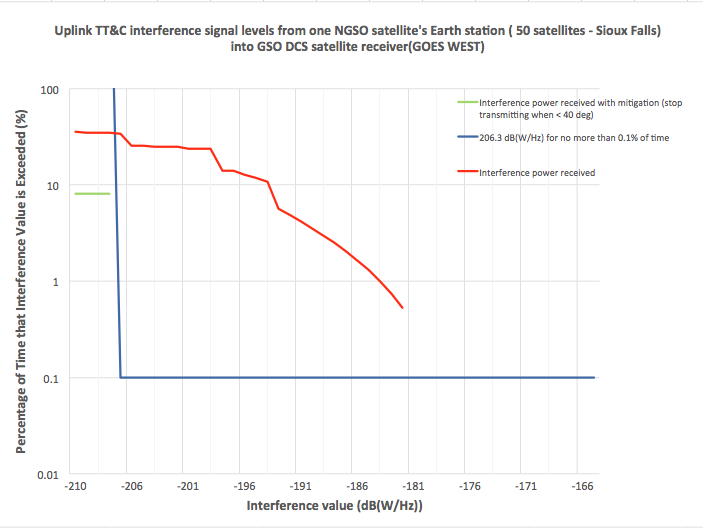 Uplink TT&C interference signal levels from one NGSO satellite's Earth station ( 50 satellites - Sioux Falls)
into GSO DCS satellite receiver(GOES WEST)
Percentage of Time that Interference Value is Exceeded (%)
100
10
1
0.1
0.01
Interference power received with mitigation (stop
transmitting when < 40 deg)
206.3 dB(W/Hz) for no more than 0.1% of time
Interference power received
-210
-206
-201
-196
-191
-186
-181
-176
-171
-166
Interference value (dB(W/Hz))